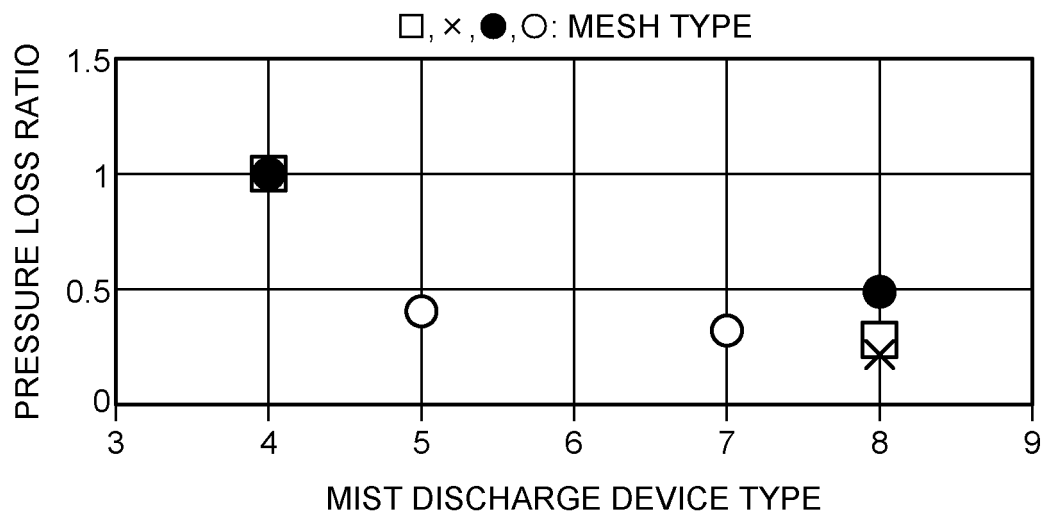 □, ×, ●, ○: MESH TYPE
PRESSURE LOSS RATIO
1.5
1
0.5
0
3 4 5 6 7 8 9
MIST DISCHARGE DEVICE TYPE